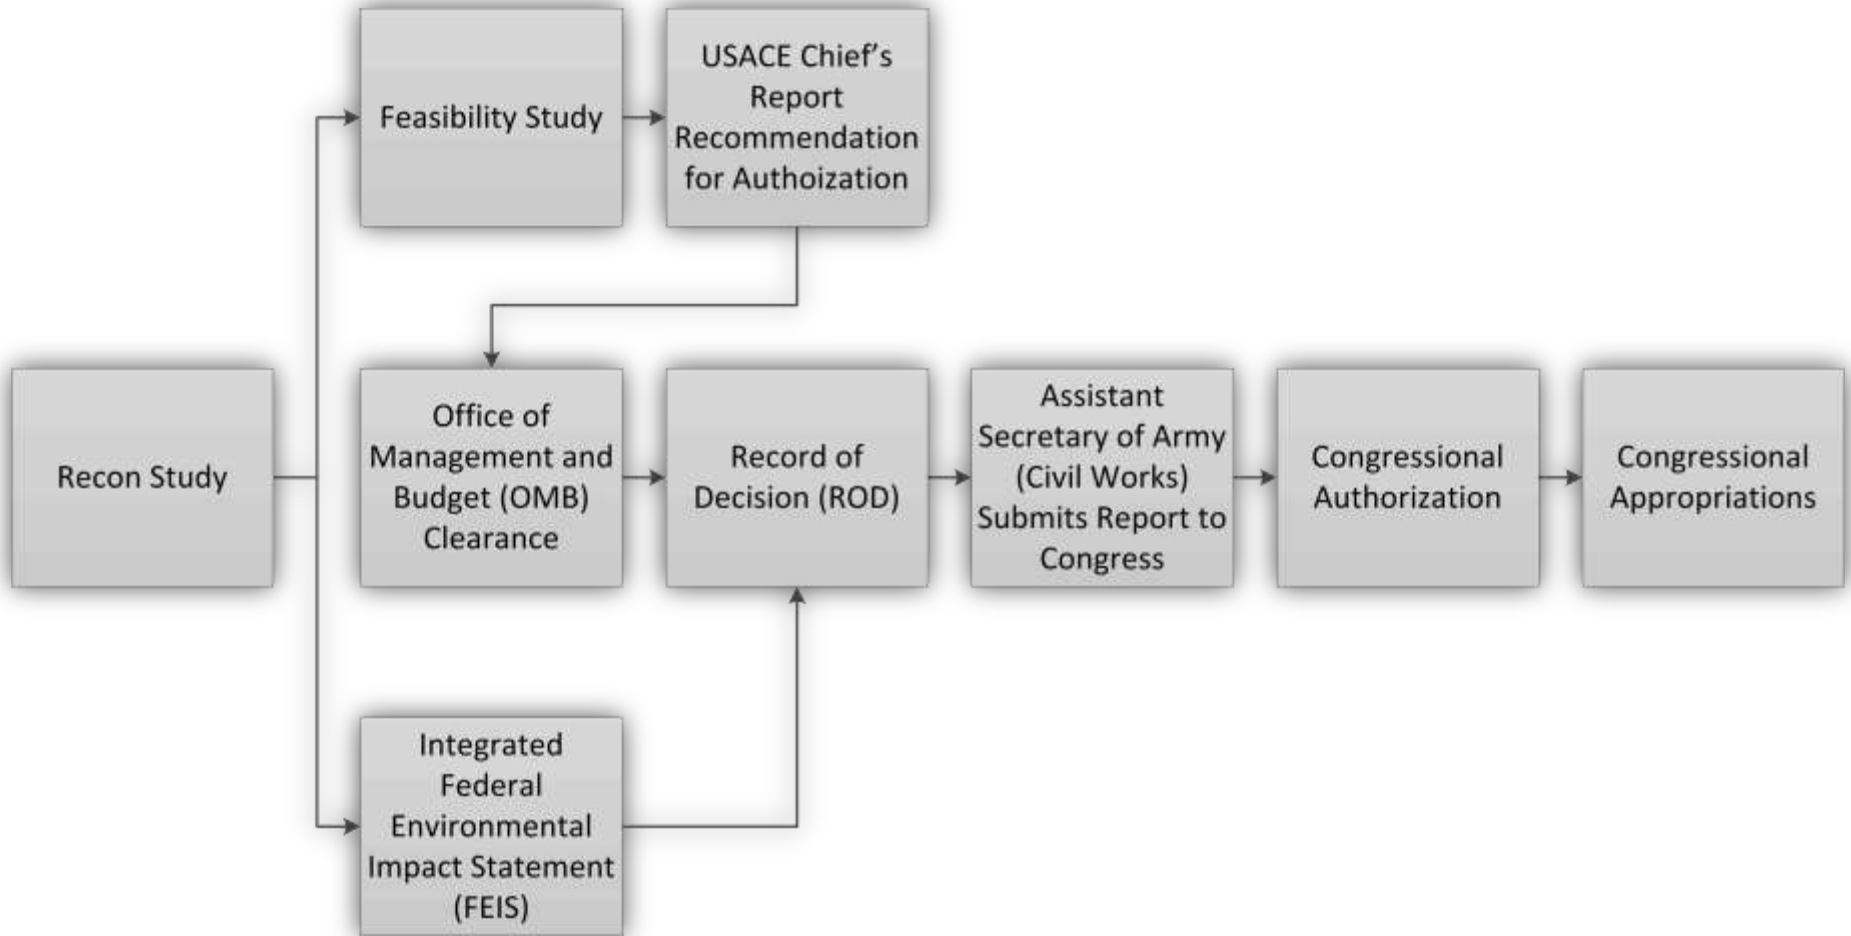 Feasibility Study
USACE Chief's
Report
Recommendation
for Authoization
Recon Study
Office of
Management and
Budget (OMB)
Clearance
Record of
Decision (ROD)
Assistant
Secretary of Army
(Civil Works)
Submits Report to
Congress
Congressional
Authorization
Congressional
Appropriations
Integrated
Federal
Environmental
Impact Statement
(FEIS)